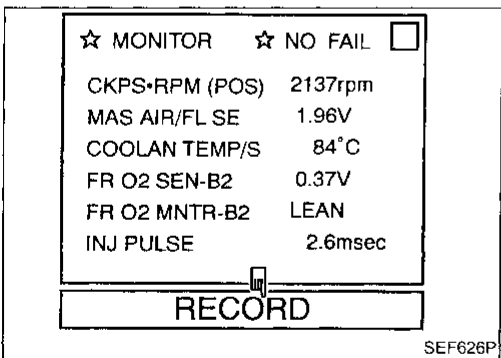 ☆ MONITOR ☆ NO FAIL
CKPS•RPM (POS) 2137rpm
MAS AIR/FL SE 1.96V
COOLAN TEMP/S 84°C
FR O2 SEN-B2 0.37V
FR O2 MNTR-B2 LEAN
INJ PULSE 2.6msec
RECORD
SEF626P